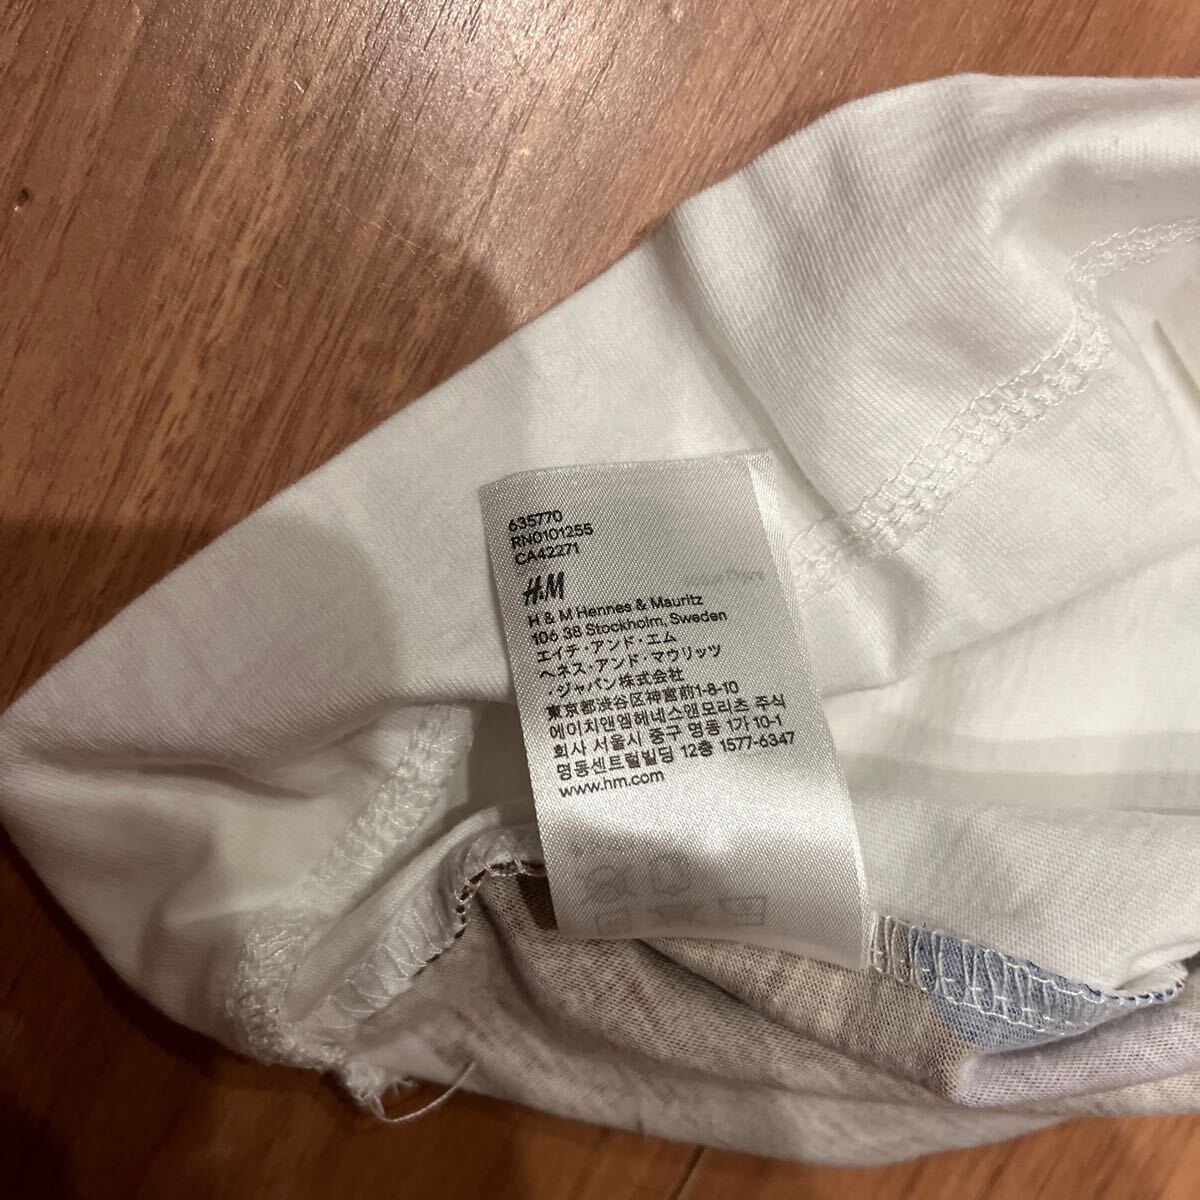 635770
RN0101255
CA42271
H&M
H & M Hennes & Mauritz
106 38 Stockholm, Sweden
エイチ・アンド・エム
ヘネス・アンド・マウリッツ
・ジャパン株式会社
東京都渋谷区神宮前1-8-10
에이치앤엠헤네스앤모리츠 주식
회사 서울시 중구 명동 1가 10-1
명동센트럴빌딩 12층 1577-6347
www.hm.com